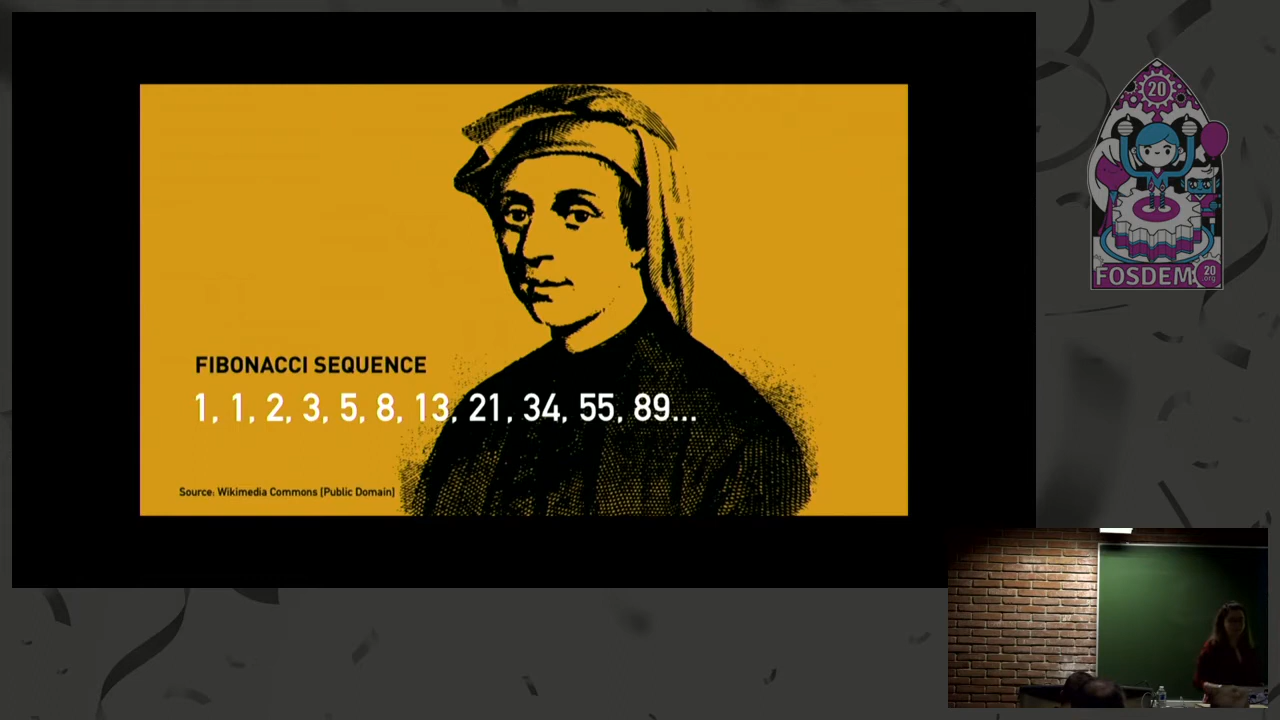 FIBONACCI SEQUENCE
1, 1, 2, 3, 5, 8, 13, 21, 34, 55, 89...
Source: Wikimedia Commons [Public Domain]
20
FOSDEM
20
org